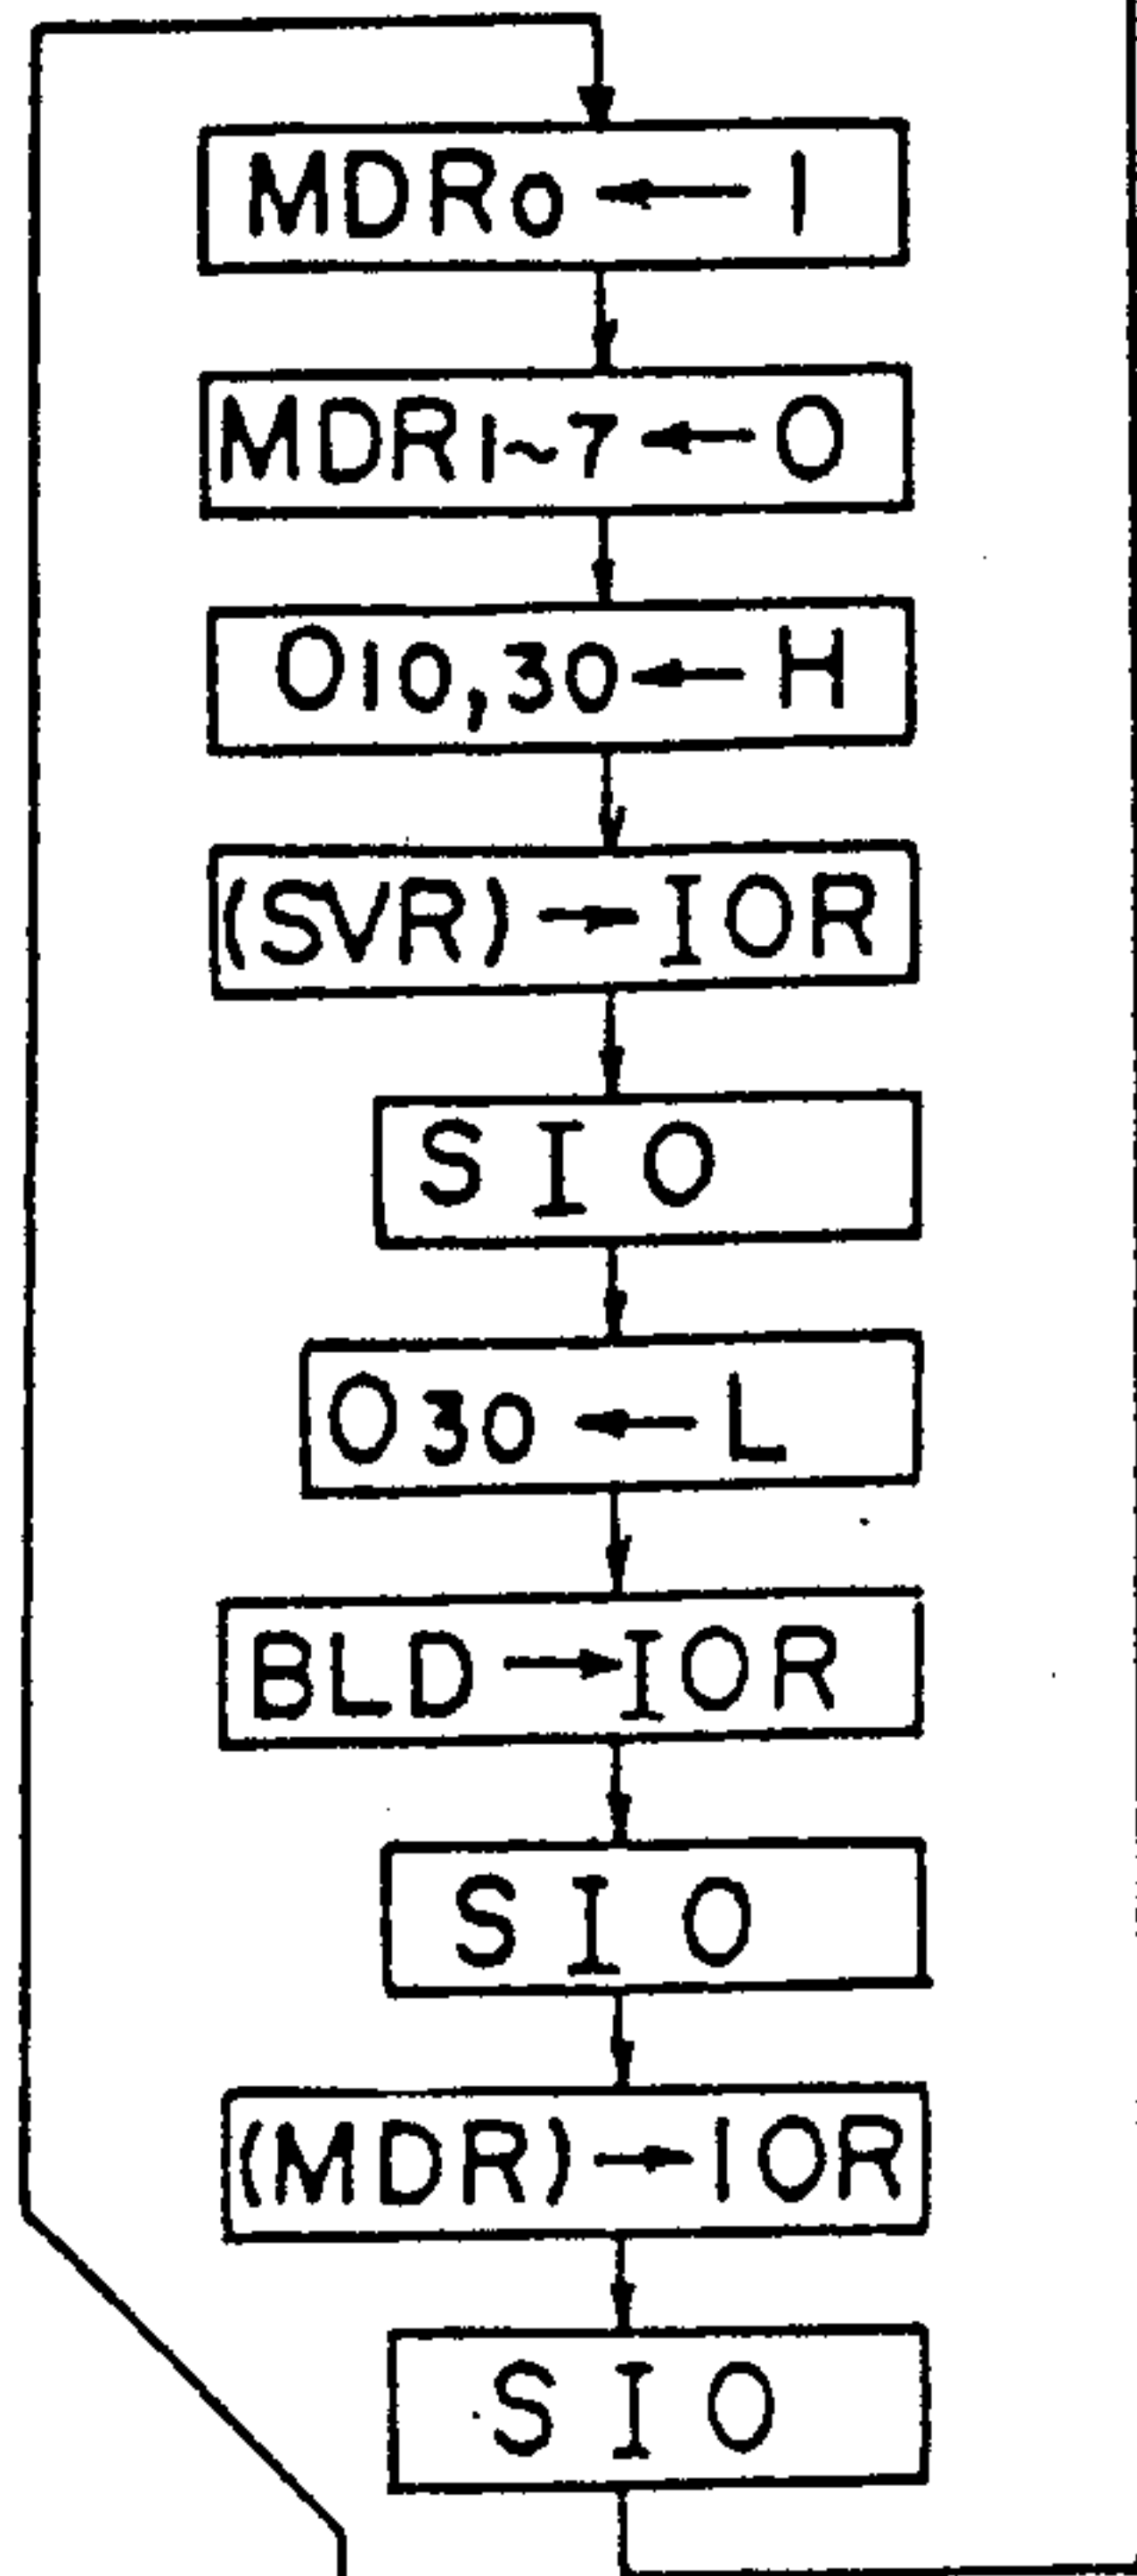 MDR0 ← 1
MDR1~7 ← 0
O10,30 ← H
(SVR) → IOR
SIO
O30 ← L
BLD → IOR
SIO
(MDR) → IOR
SIO